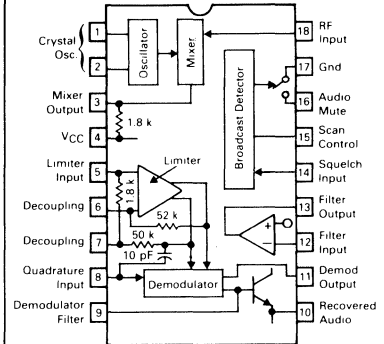 1
Crystal
Osc.
2
Mixer
Output
3
VCC
4
Limiter
Input
5
Decoupling
6
Decoupling
7
Quadrature
Input
8
Demodulator
Filter
9
Oscillator
Mixer
1.8 k
Limiter
1.8 k
52 k
50 k
10 pF
Demodulator
Broadcast Detector
+
−
18
RF
Input
17
Gnd
16
Audio
Mute
15
Scan
Control
14
Squelch
Input
13
Filter
Output
12
Filter
Input
11
Demod
Output
10
Recovered
Audio